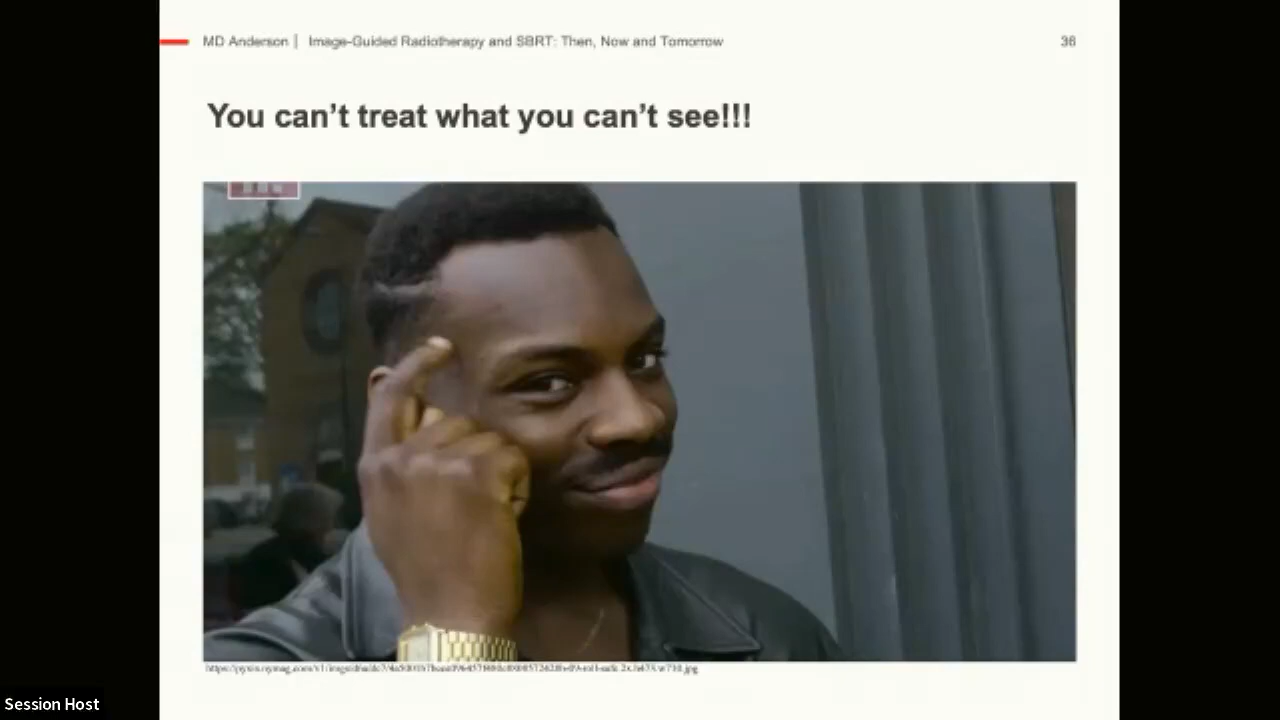 MD Anderson | Image-Guided Radiotherapy and SBRT: Then, Now and Tomorrow 36
You can't treat what you can't see!!!
Session Host